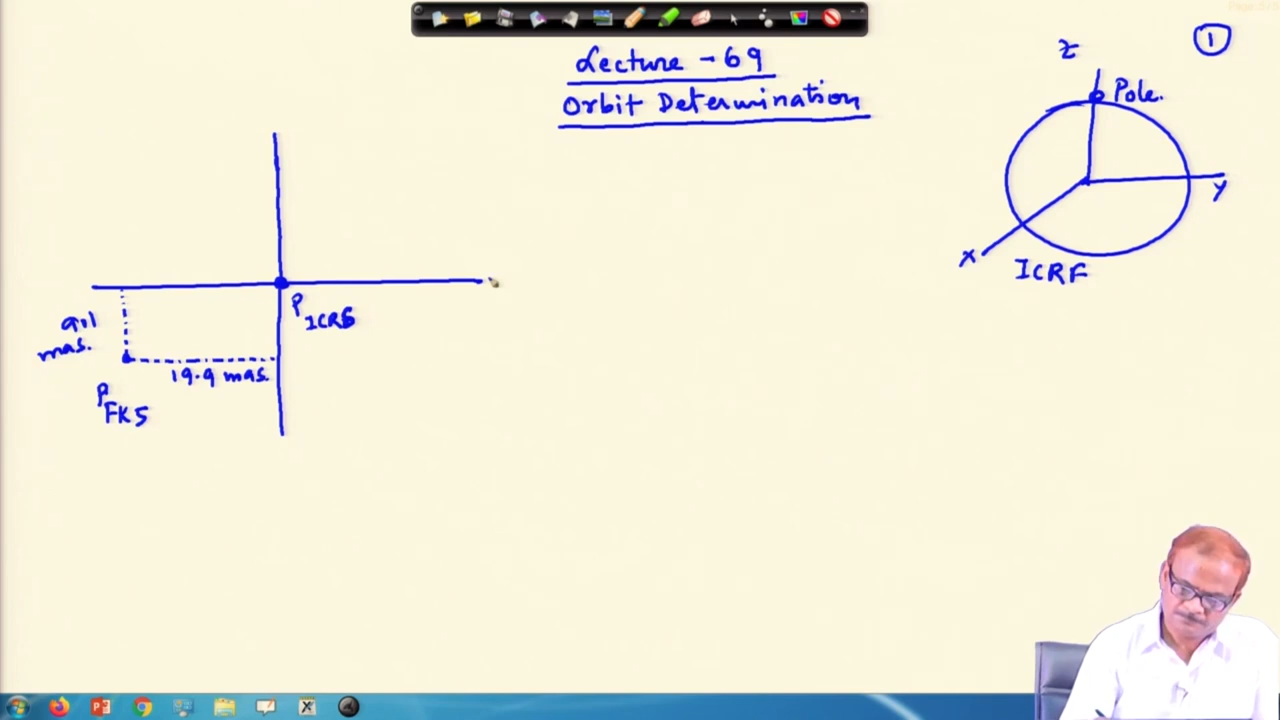 Lecture - 69
Orbit Determination
1
Z
Pole.
Y
X
ICRF
P ICRS
9.1
mas.
19.9 mas.
P FK5